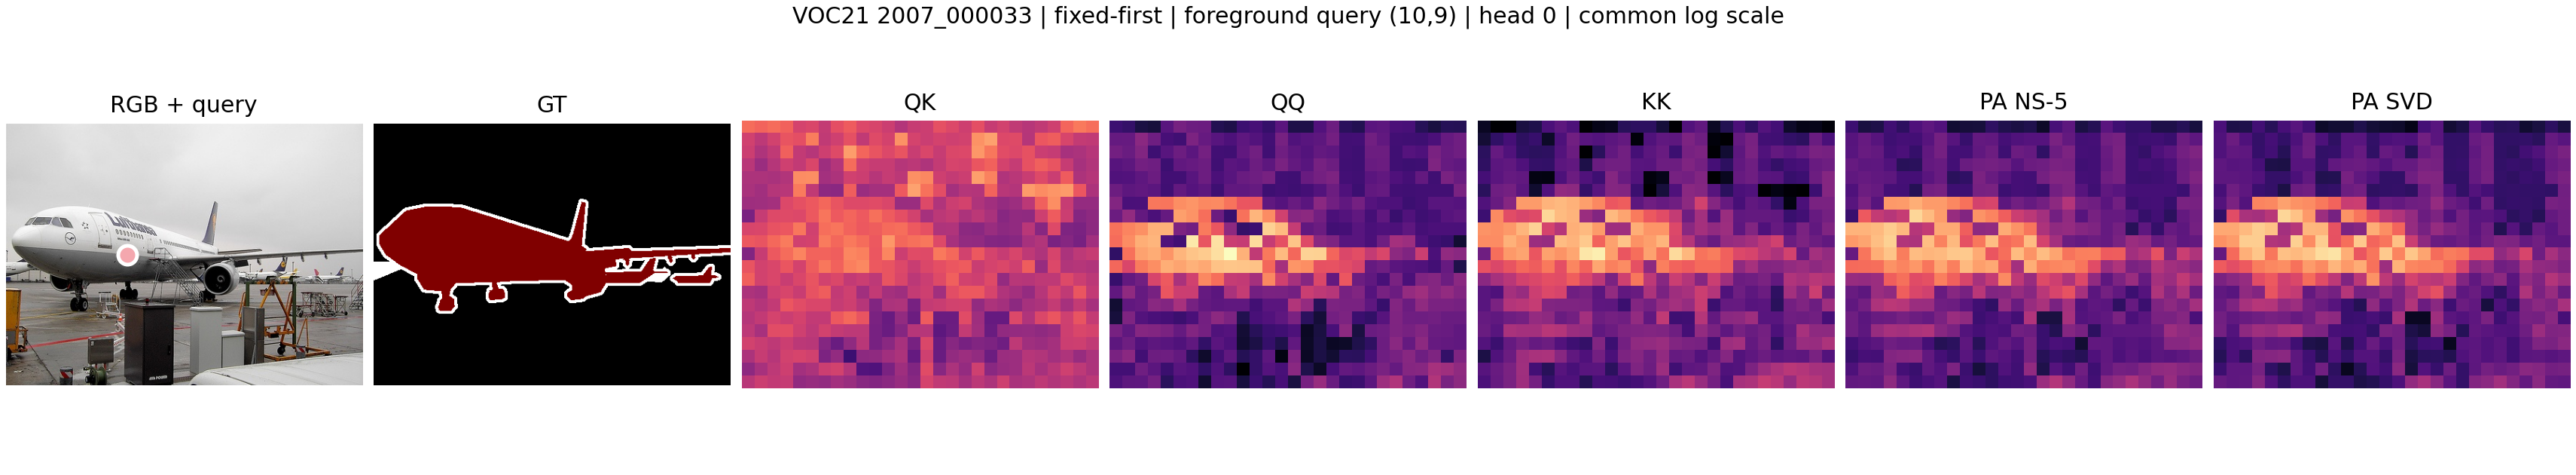 VOC21 2007_000033 | fixed-first | foreground query (10,9) | head 0 | common log scale
RGB + query
GT
QK
QQ
KK
PA NS-5
PA SVD
Lufthansa